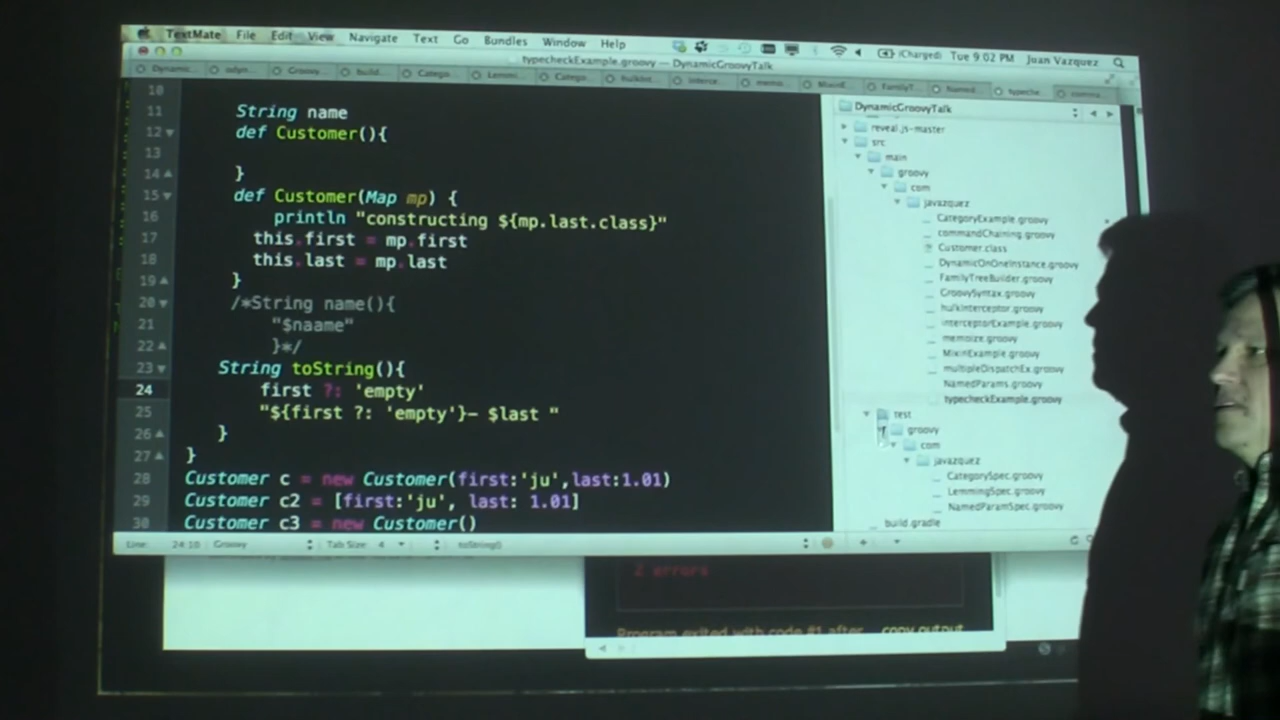 TextMate File Edit View Navigate Text Go Bundles Window Help (Charged) Tue 9:02 PM Juan Vazquez
typecheckExample.groovy — DynamicGroovyTalk
10
11 String name
12 def Customer(){
13
14 }
15 def Customer(Map mp) {
16 println "constructing ${mp.last.class}"
17 this.first = mp.first
18 this.last = mp.last
19 }
20 /*String name(){
21 "$naame"
22 }*/
23 String toString(){
24 first ?: 'empty'
25 "${first ?: 'empty'}- $last "
26 }
27 }
28 Customer c = new Customer(first:'ju',last:1.01)
29 Customer c2 = [first:'ju', last: 1.01]
30 Customer c3 = new Customer()
Line: 24:10 Groovy Tab Size: 4 toString()
DynamicGroovyTalk
reveal.js-master
src
main
groovy
com
javazquez
CategoryExample.groovy
commandChaining.groovy
Customer.class
DynamicOnOneInstance.groovy
FamilyTreeBuilder.groovy
GroovySyntax.groovy
hulkInterceptor.groovy
interceptorExample.groovy
memoize.groovy
MixinExample.groovy
multipleDispatchEx.groovy
NamedParams.groovy
typecheckExample.groovy
test
groovy
com
javazquez
CategorySpec.groovy
LemmingSpec.groovy
NamedParamSpec.groovy
build.gradle
2 errors
Program exited with code #1 after copy output